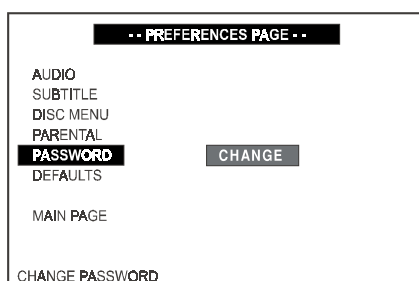 - - PREFERENCES PAGE - -
AUDIO
SUBTITLE
DISC MENU
PARENTAL
PASSWORD CHANGE
DEFAULTS
MAIN PAGE
CHANGE PASSWORD